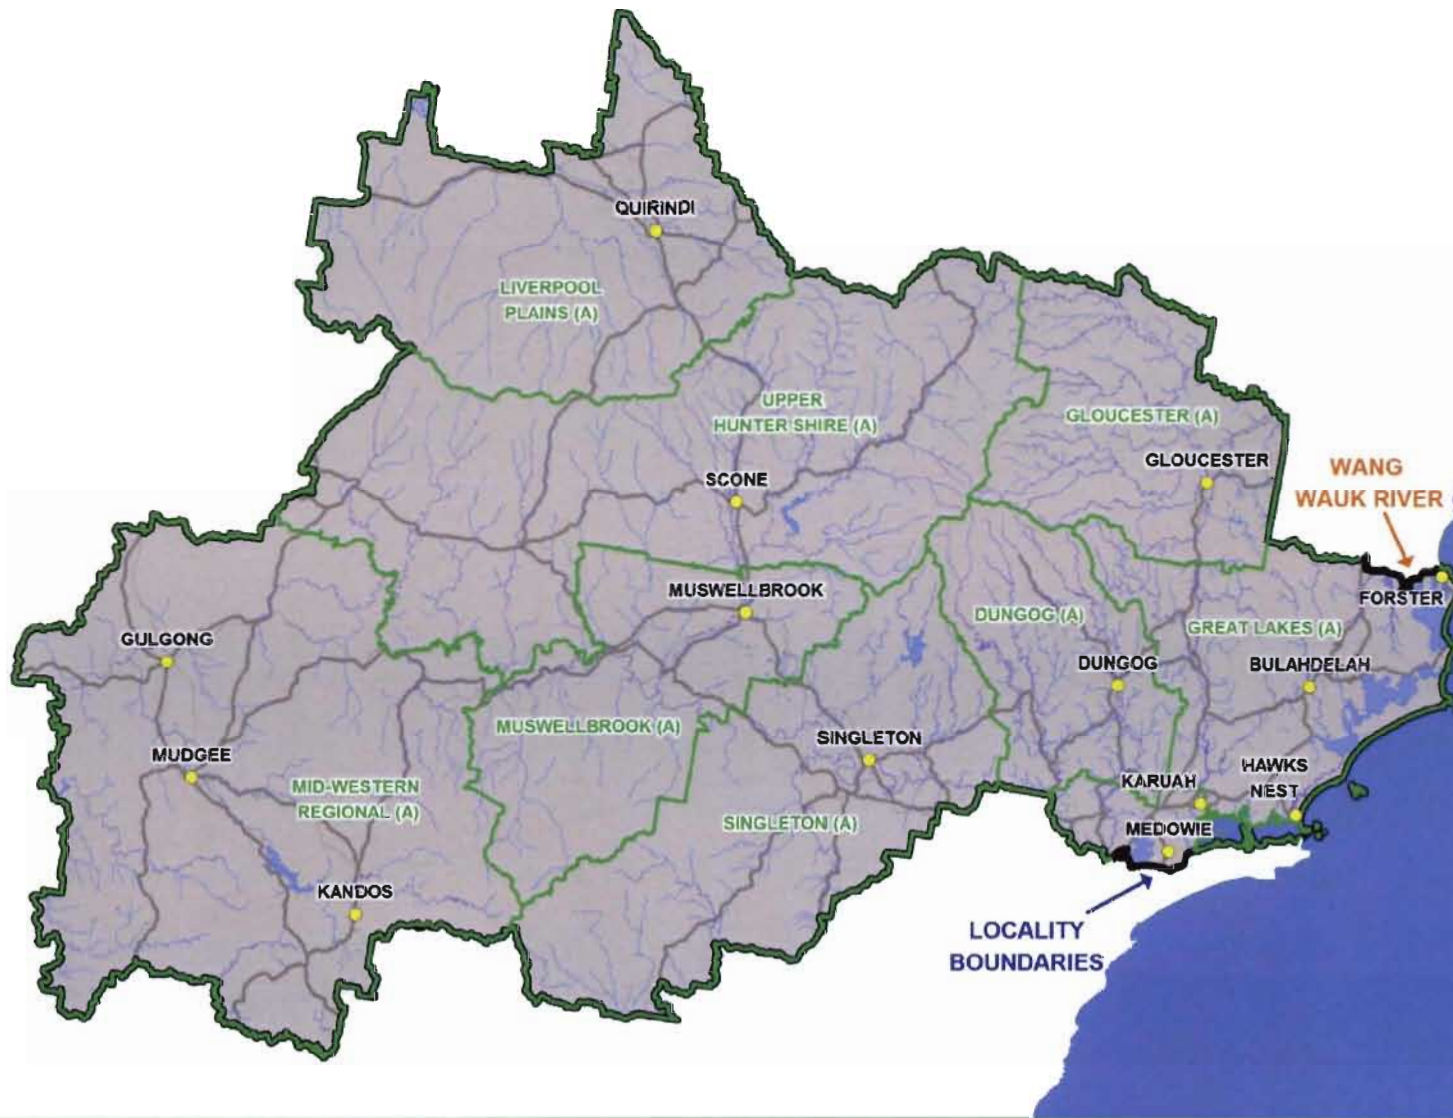 QUIRINDI
LIVERPOOL
PLAINS (A)
UPPER
HUNTER SHIRE (A)
GLOUCESTER (A)
GLOUCESTER
SCONE
WANG
WAUK RIVER
MUSWELLBROOK
FORSTER
DUNGOG (A)
GREAT LAKES (A)
GULGONG
DUNGOG
BULAHDELAH
MUSWELLBROOK (A)
SINGLETON
MUDGEE
MID-WESTERN
REGIONAL (A)
KARUAH
HAWKS
NEST
SINGLETON (A)
MEDOWIE
KANDOS
LOCALITY
BOUNDARIES